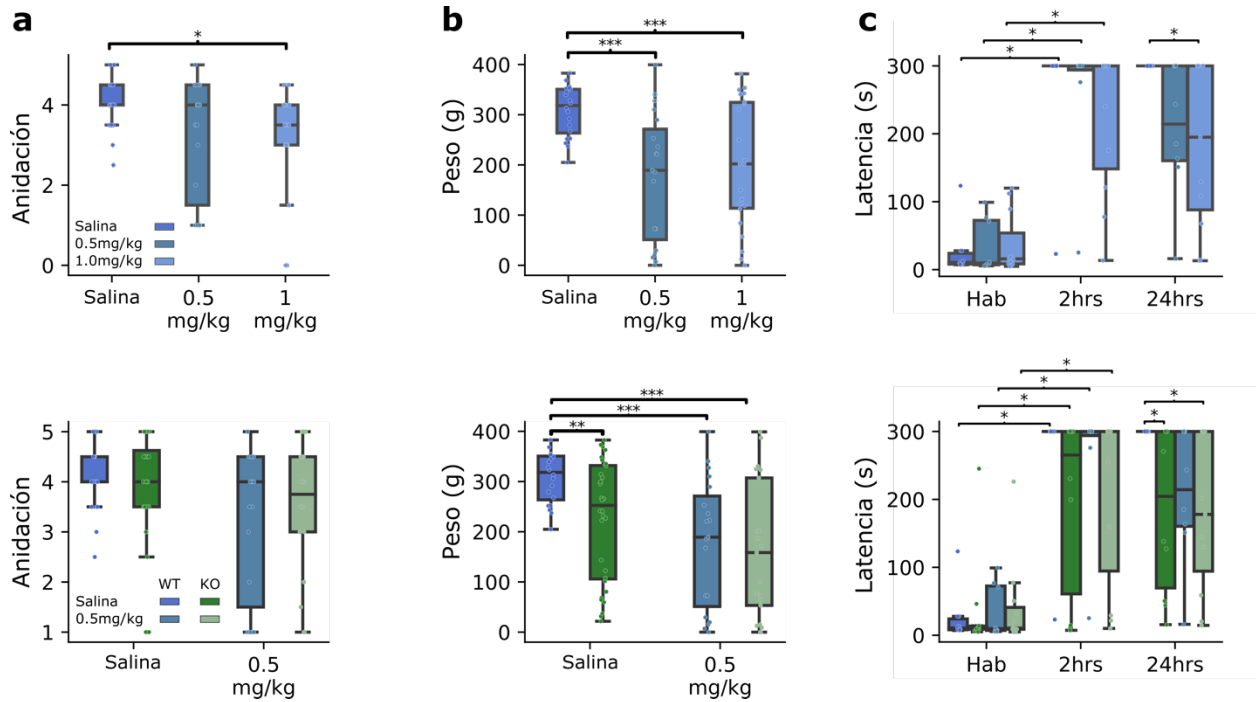 a
*
Anidación
4
2
0
Salina
0.5mg/kg
1.0mg/kg
Salina
0.5
mg/kg
1
mg/kg
b
***
***
Peso (g)
400
300
200
100
0
Salina
0.5
mg/kg
1
mg/kg
c
*
*
*
*
Latencia (s)
300
200
100
0
Hab
2hrs
24hrs
Anidación
5
4
3
2
1
WT
KO
Salina
0.5mg/kg
Salina
0.5
mg/kg
***
***
**
Peso (g)
400
300
200
100
0
Salina
0.5
mg/kg
*
*
*
*
*
*
Latencia (s)
300
200
100
0
Hab
2hrs
24hrs